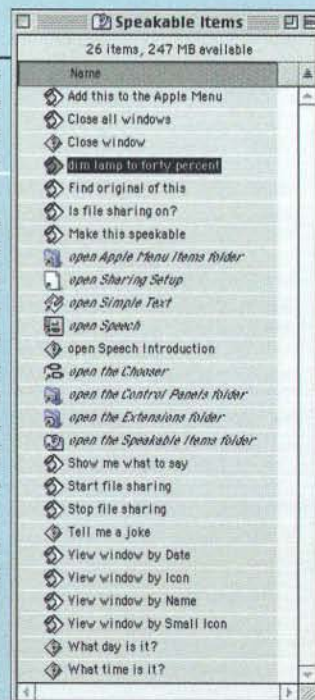 Speakable Items
26 items, 247 MB available
Name
Add this to the Apple Menu
Close all windows
Close window
dim lamp to forty percent
Find original of this
Is file sharing on?
Make this speakable
open Apple Menu Items folder
open Sharing Setup
open Simple Text
open Speech
open Speech Introduction
open the Chooser
open the Control Panels folder
open the Extensions folder
open the Speakable Items folder
Show me what to say
Start file sharing
Stop file sharing
Tell me a joke
View window by Date
View window by Icon
View window by Name
View window by Small Icon
What day is it?
What time is it?